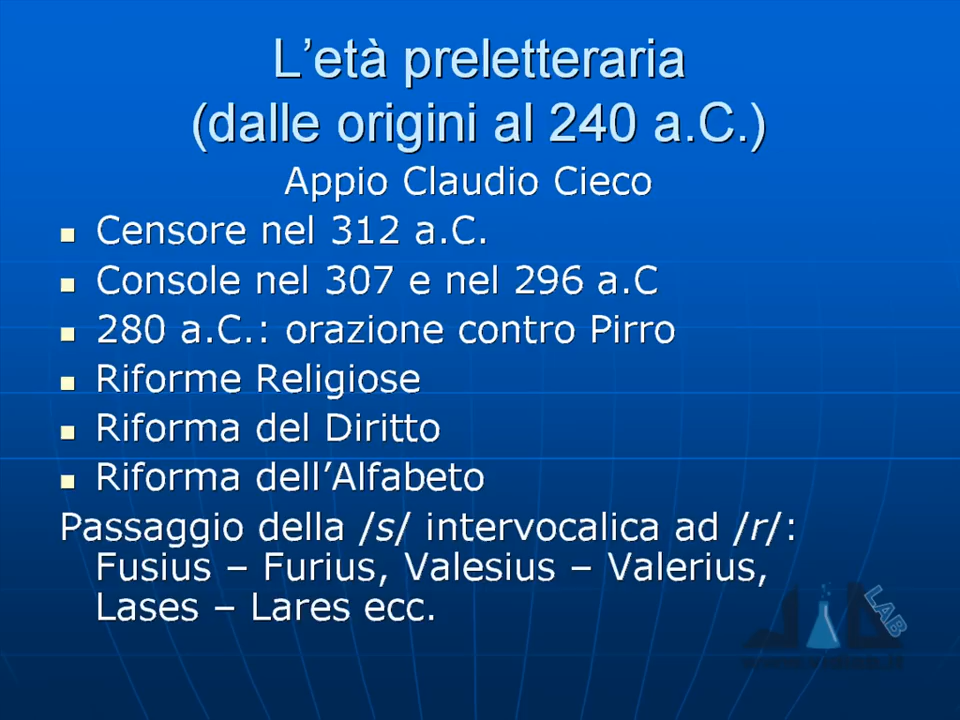 L’età preletteraria
(dalle origini al 240 a.C.)
Appio Claudio Cieco
Censore nel 312 a.C.
Console nel 307 e nel 296 a.C
280 a.C.: orazione contro Pirro
Riforme Religiose
Riforma del Diritto
Riforma dell’Alfabeto
Passaggio della /s/ intervocalica ad /r/:
Fusius – Furius, Valesius – Valerius,
Lases – Lares ecc.
LAB